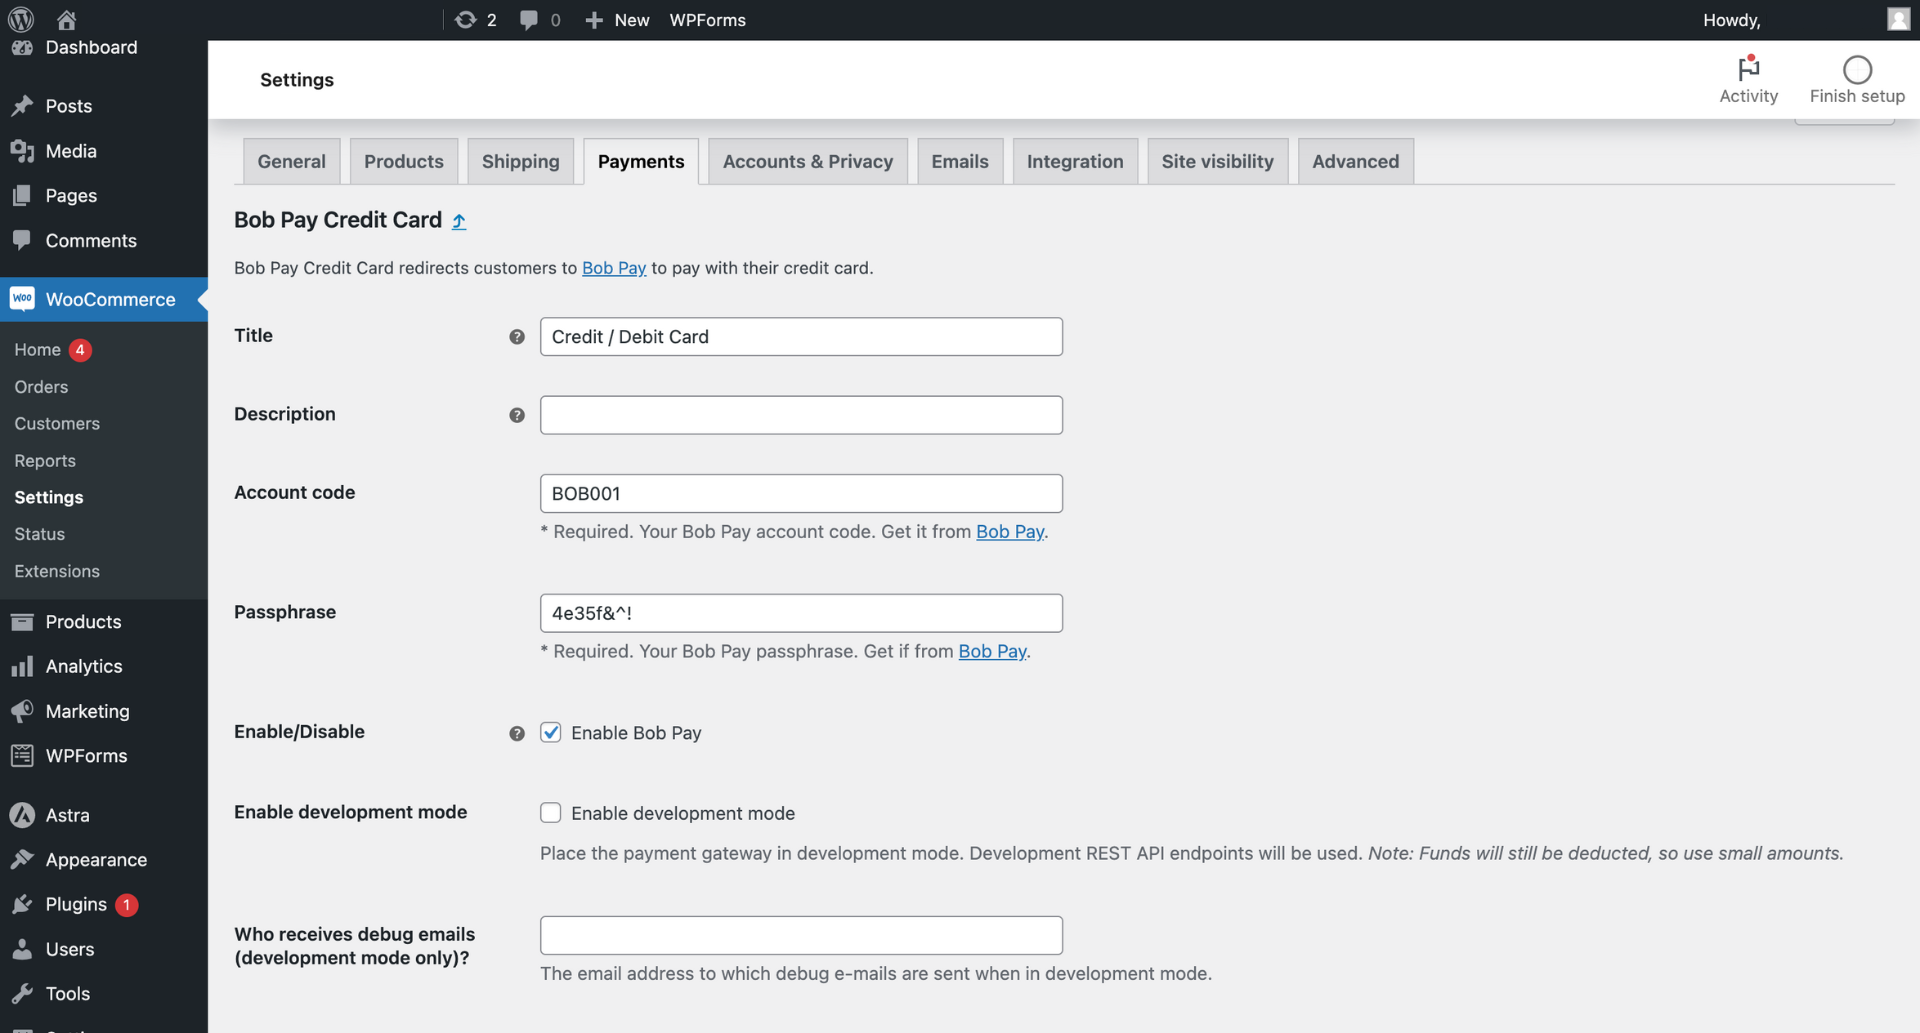 2
0
New
WPForms
Howdy,
Dashboard
Posts
Media
Pages
Comments
Woo WooCommerce
Home 4
Orders
Customers
Reports
Settings
Status
Extensions
Products
Analytics
Marketing
WPForms
Astra
Appearance
Plugins 1
Users
Tools
Settings
Activity
Finish setup
General
Products
Shipping
Payments
Accounts & Privacy
Emails
Integration
Site visibility
Advanced
Bob Pay Credit Card ⤴
Bob Pay Credit Card redirects customers to Bob Pay to pay with their credit card.
Title
? Credit / Debit Card
Description
?
Account code
BOB001
* Required. Your Bob Pay account code. Get it from Bob Pay.
Passphrase
4e35f&^!
* Required. Your Bob Pay passphrase. Get if from Bob Pay.
Enable/Disable
? Enable Bob Pay
Enable development mode
Enable development mode
Place the payment gateway in development mode. Development REST API endpoints will be used. Note: Funds will still be deducted, so use small amounts.
Who receives debug emails
(development mode only)?
The email address to which debug e-mails are sent when in development mode.